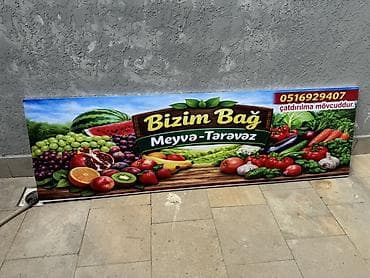 Bizim Bağ
Meyvə-Tərəvəz
0516929407
çatdırılma mövcuddur.